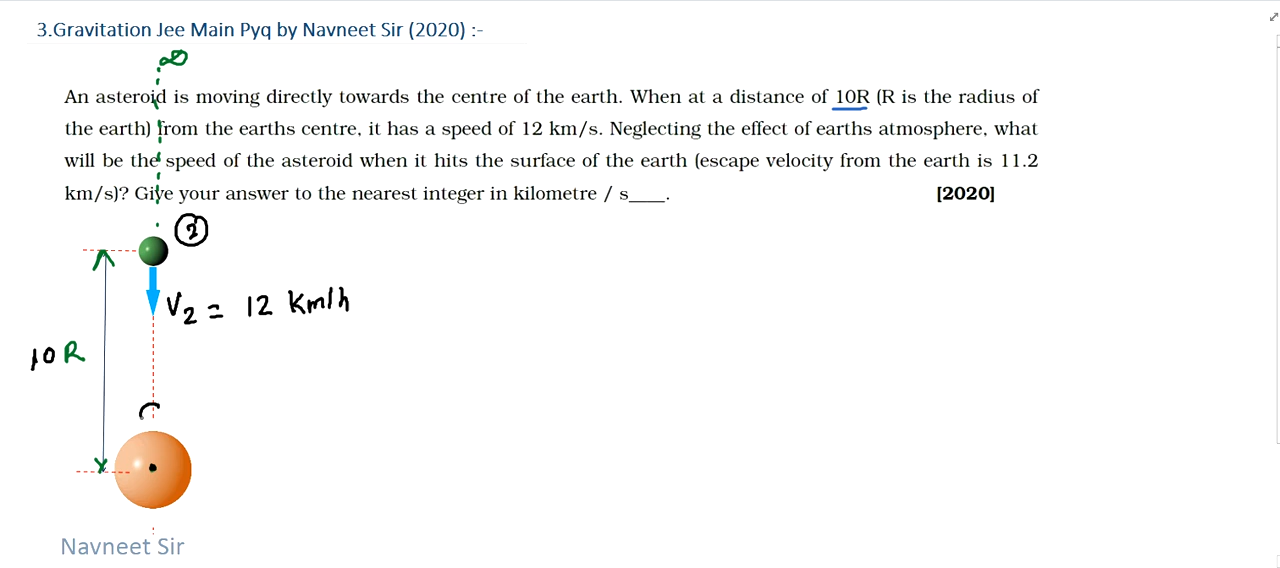 3.Gravitation Jee Main Pyq by Navneet Sir (2020) :-
∞
An asteroid is moving directly towards the centre of the earth. When at a distance of 10R (R is the radius of
the earth) from the earths centre, it has a speed of 12 km/s. Neglecting the effect of earths atmosphere, what
will be the speed of the asteroid when it hits the surface of the earth (escape velocity from the earth is 11.2
km/s)? Give your answer to the nearest integer in kilometre / s____.
[2020]
2
V2 = 12 Km/h
10R
Navneet Sir